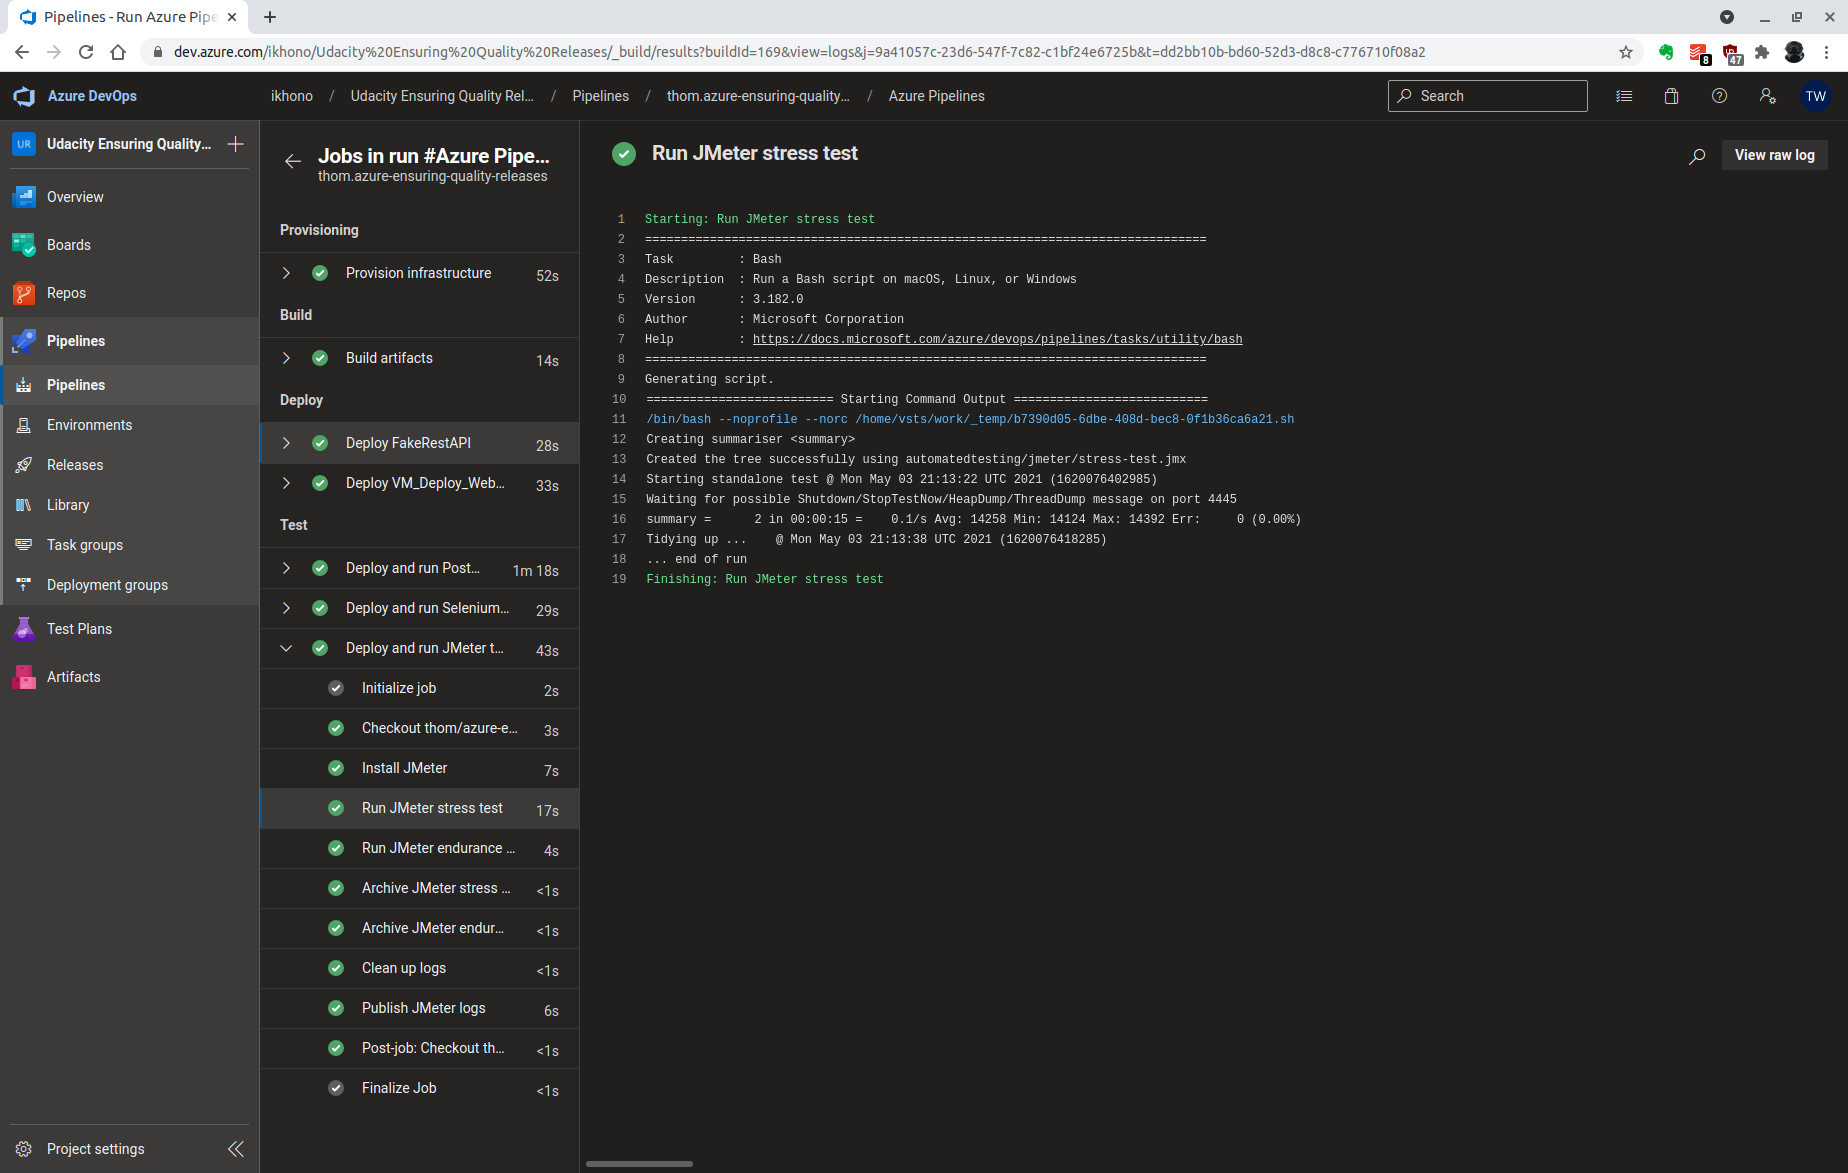 Pipelines - Run Azure Pipe
dev.azure.com/ikhono/Udacity%20Ensuring%20Quality%20Releases/_build/results?buildId=169&view=logs&j=9a41057c-23d6-547f-7c82-c1bf24e6725b&t=dd2bb10b-bd60-52d3-d8c8-c776710f08a2
8
47
Azure DevOps
ikhono / Udacity Ensuring Quality Rel... / Pipelines / thom.azure-ensuring-quality... / Azure Pipelines
Search
TW
UR Udacity Ensuring Quality...
Overview
Boards
Repos
Pipelines
Pipelines
Environments
Releases
Library
Task groups
Deployment groups
Test Plans
Artifacts
Project settings
Jobs in run #Azure Pipe...
thom.azure-ensuring-quality-releases
Provisioning
Provision infrastructure 52s
Build
Build artifacts 14s
Deploy
Deploy FakeRestAPI 28s
Deploy VM_Deploy_Web... 33s
Test
Deploy and run Post... 1m 18s
Deploy and run Selenium... 29s
Deploy and run JMeter t... 43s
Initialize job 2s
Checkout thom/azure-e... 3s
Install JMeter 7s
Run JMeter stress test 17s
Run JMeter endurance ... 4s
Archive JMeter stress ... <1s
Archive JMeter endur... <1s
Clean up logs <1s
Publish JMeter logs 6s
Post-job: Checkout th... <1s
Finalize Job <1s
Run JMeter stress test
View raw log
1 Starting: Run JMeter stress test
2 ==============================================================================
3 Task         : Bash
4 Description  : Run a Bash script on macOS, Linux, or Windows
5 Version      : 3.182.0
6 Author       : Microsoft Corporation
7 Help         : https://docs.microsoft.com/azure/devops/pipelines/tasks/utility/bash
8 ==============================================================================
9 Generating script.
10 ========================== Starting Command Output ===========================
11 /bin/bash --noprofile --norc /home/vsts/work/_temp/b7390d05-6dbe-408d-bec8-0f1b36ca6a21.sh
12 Creating summariser <summary>
13 Created the tree successfully using automatedtesting/jmeter/stress-test.jmx
14 Starting standalone test @ Mon May 03 21:13:22 UTC 2021 (1620076402985)
15 Waiting for possible Shutdown/StopTestNow/HeapDump/ThreadDump message on port 4445
16 summary =      2 in 00:00:15 =    0.1/s Avg: 14258 Min: 14124 Max: 14392 Err:     0 (0.00%)
17 Tidying up ...    @ Mon May 03 21:13:38 UTC 2021 (1620076418285)
18 ... end of run
19 Finishing: Run JMeter stress test